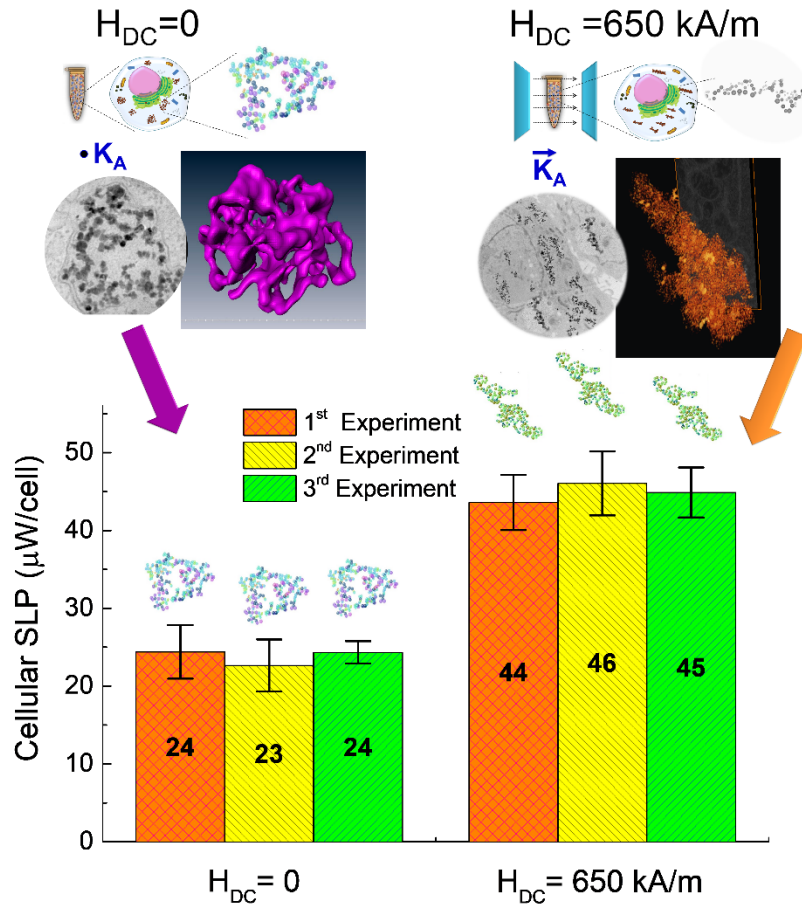 H_DC=0
H_DC =650 kA/m
• K_A
K_A
1st Experiment
2nd Experiment
3rd Experiment
Cellular SLP (μW/cell)
50
40
30
20
10
0
24
23
24
44
46
45
H_DC= 0
H_DC= 650 kA/m